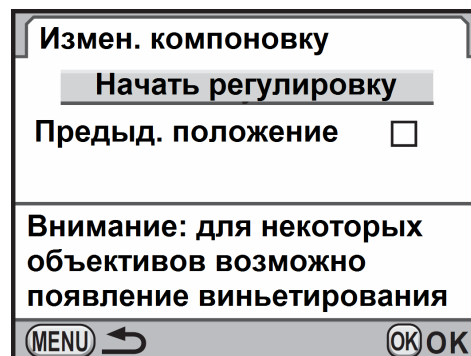 Измен. компоновку
Начать регулировку
Предыд. положение
Внимание: для некоторых
объективов возможно
появление виньетирования
MENU OK OK